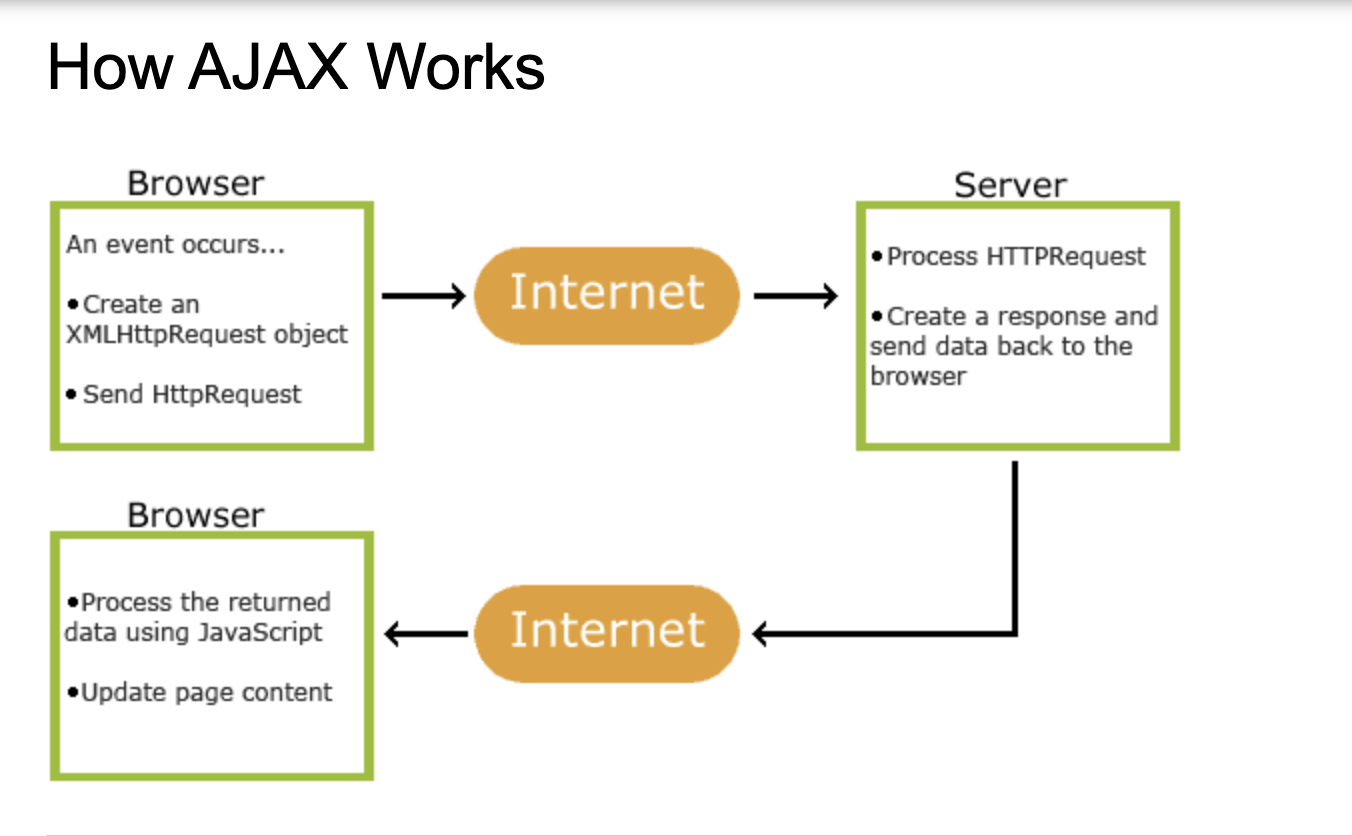 How AJAX Works
Browser
An event occurs...
•Create an
XMLHttpRequest object
•Send HttpRequest
Internet
Server
•Process HTTPRequest
•Create a response and
send data back to the
browser
Browser
•Process the returned
data using JavaScript
•Update page content
Internet